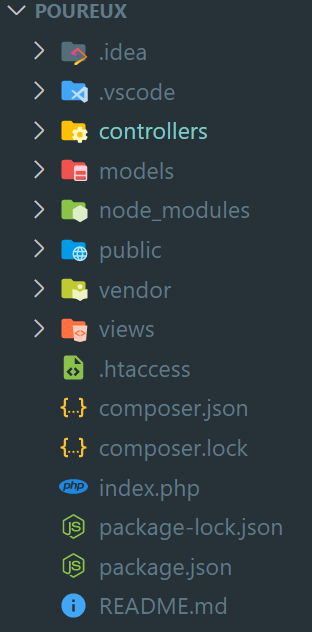 POUREUX
.idea
.vscode
controllers
models
node_modules
public
vendor
views
.htaccess
composer.json
composer.lock
php index.php
package-lock.json
package.json
README.md